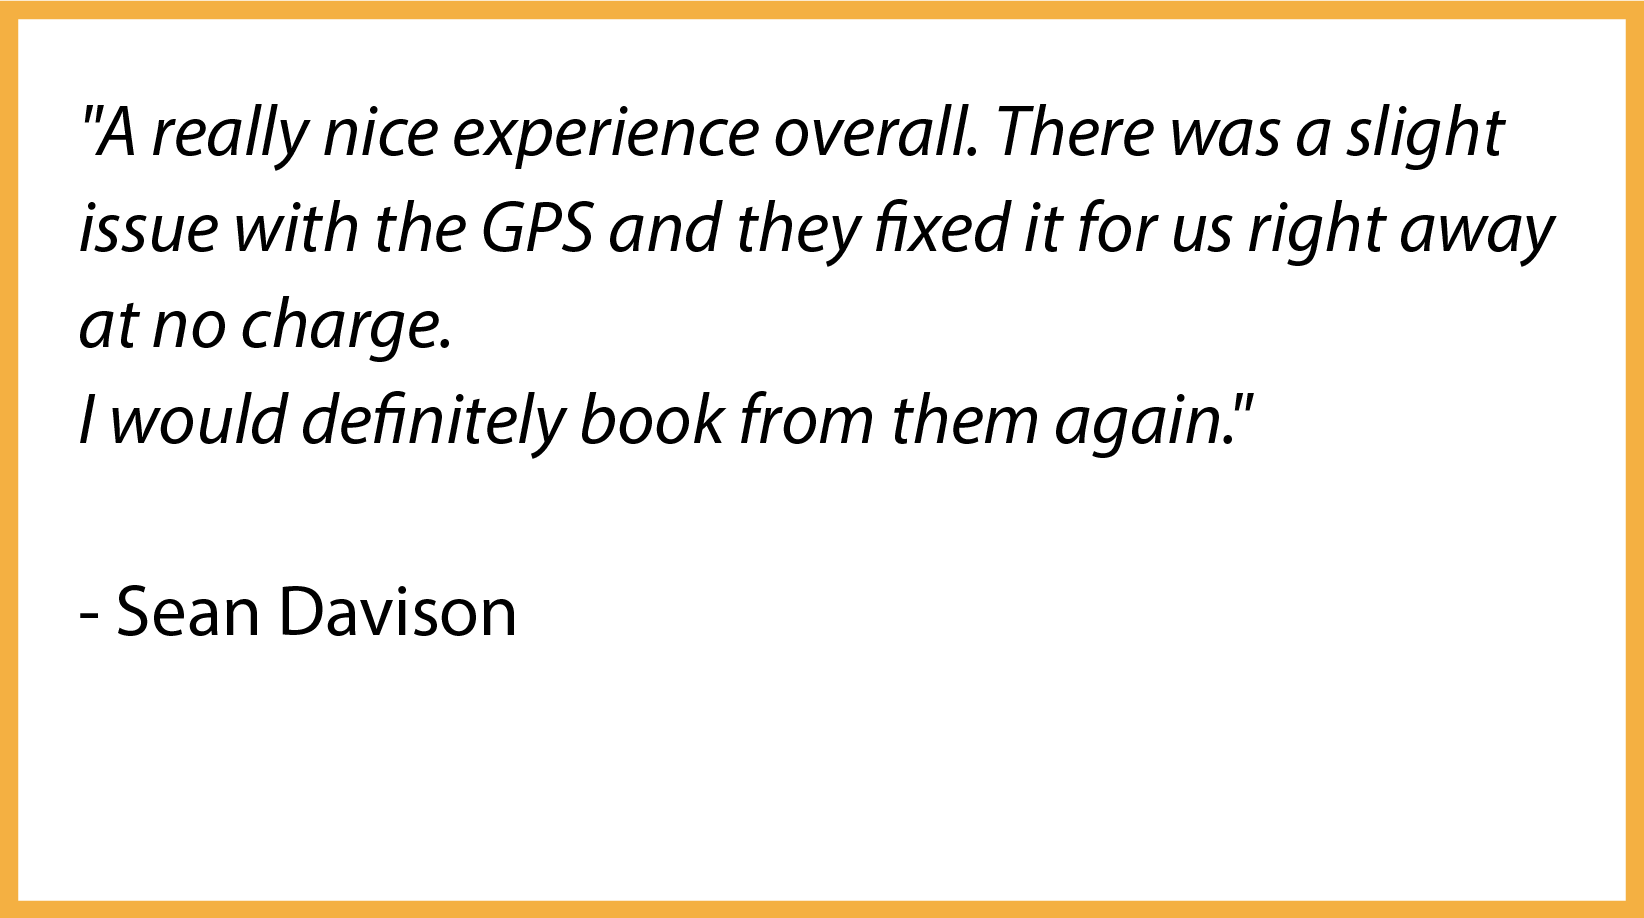 "A really nice experience overall. There was a slight
issue with the GPS and they fixed it for us right away
at no charge.
I would definitely book from them again."
- Sean Davison